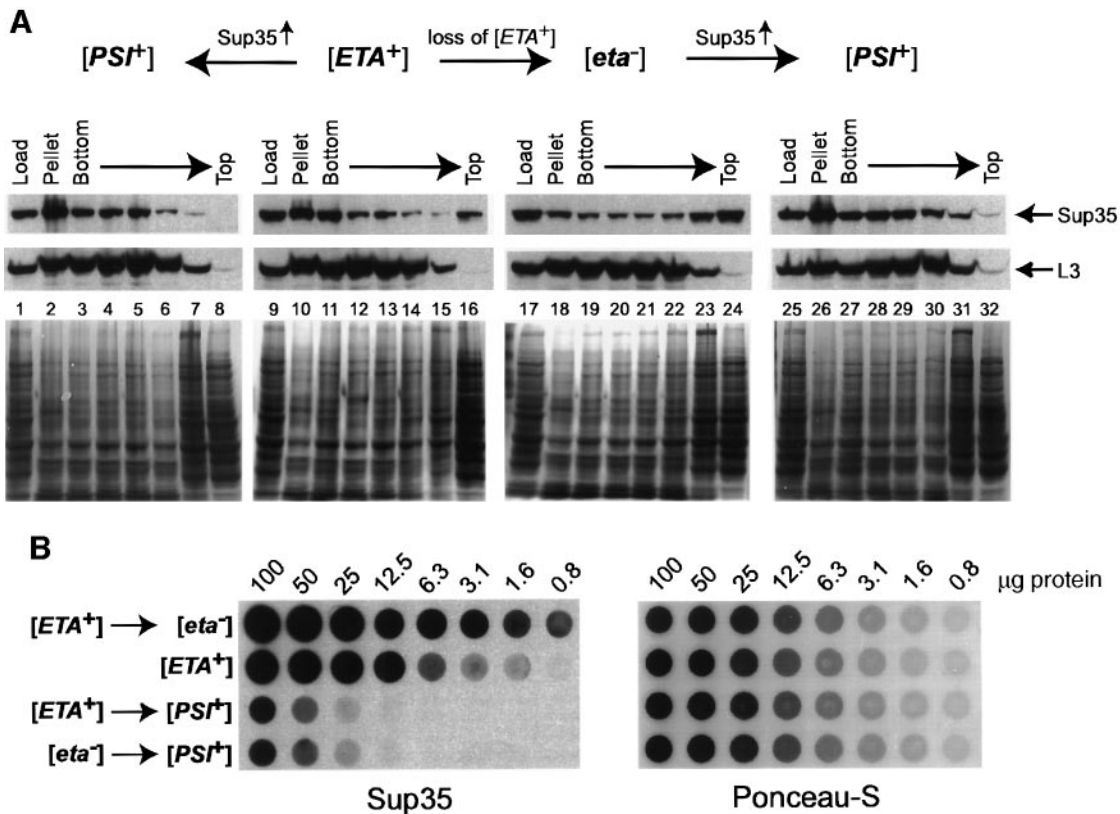 A
[PSI+] Sup35↑ [ETA+] loss of [ETA+] [eta−] Sup35↑ [PSI+]
Load Pellet Bottom Top Load Pellet Bottom Top Load Pellet Bottom Top Load Pellet Bottom Top
Sup35
L3
1 2 3 4 5 6 7 8 9 10 11 12 13 14 15 16 17 18 19 20 21 22 23 24 25 26 27 28 29 30 31 32
B
100 50 25 12.5 6.3 3.1 1.6 0.8 100 50 25 12.5 6.3 3.1 1.6 0.8 µg protein
[ETA+] → [eta−]
[ETA+]
[ETA+] → [PSI+]
[eta−] → [PSI+]
Sup35 Ponceau-S